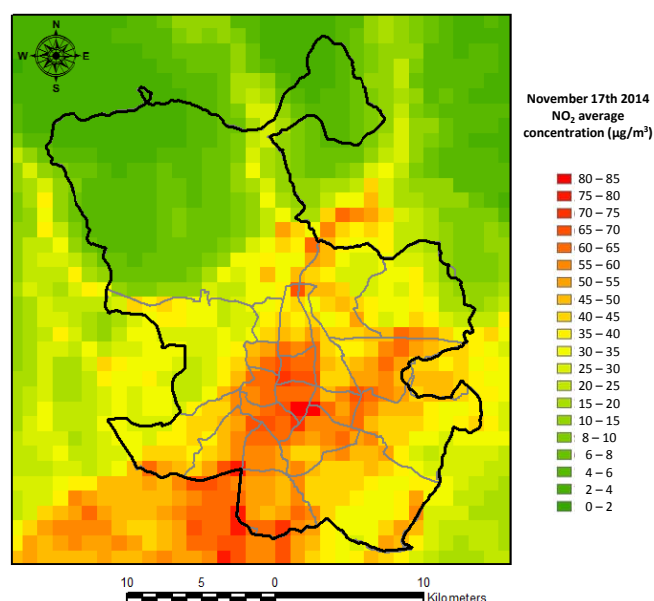 N
W E
S
November 17th 2014
NO₂ average
concentration (µg/m³)
80 – 85
75 – 80
70 – 75
65 – 70
60 – 65
55 – 60
50 – 55
45 – 50
40 – 45
35 – 40
30 – 35
25 – 30
20 – 25
15 – 20
10 – 15
8 – 10
6 – 8
4 – 6
2 – 4
0 – 2
10 5 0 10
Kilometers